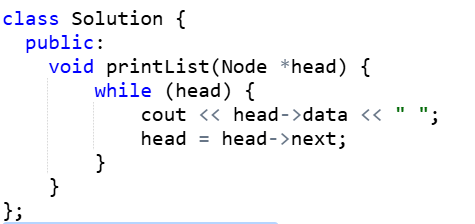 class Solution {
  public:
    void printList(Node *head) {
        while (head) {
            cout << head->data << " ";
            head = head->next;
        }
    }
};